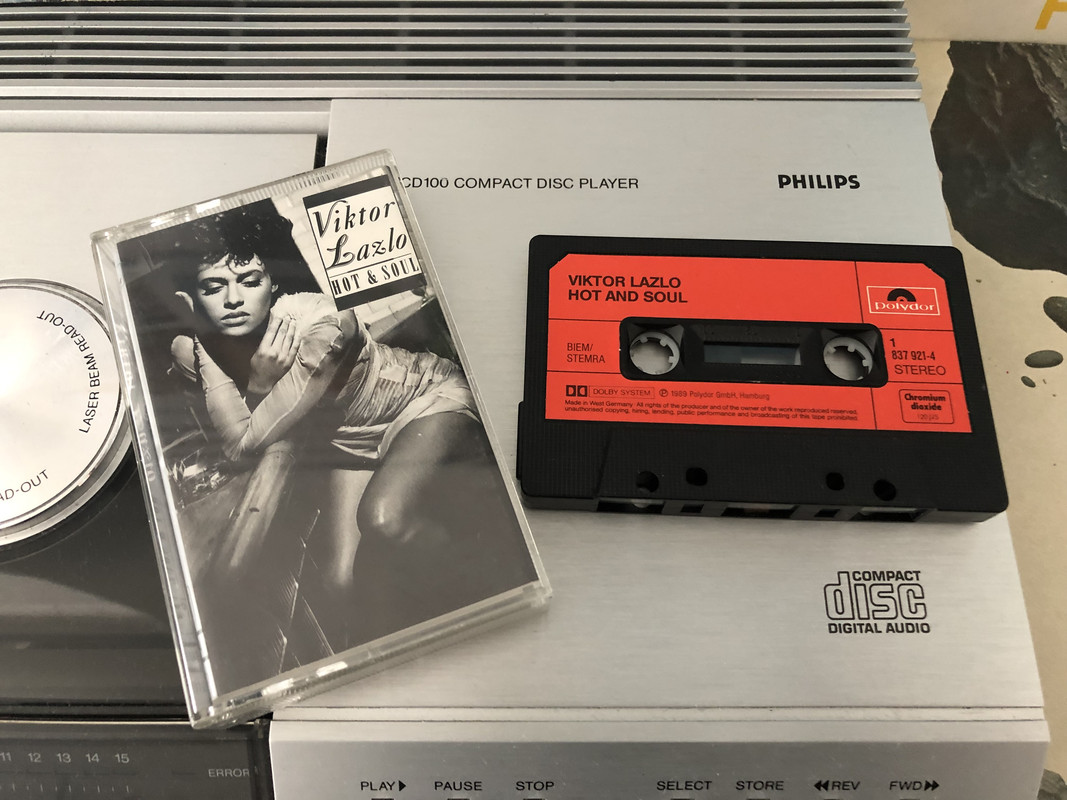 CD100 COMPACT DISC PLAYER
PHILIPS
Viktor
Lazlo
HOT & SOUL
LASER BEAM READ-OUT
AD-OUT
VIKTOR LAZLO
HOT AND SOUL
polydor
BIEM/
STEMRA
1
837 921-4
STEREO
DOLBY SYSTEM
℗ 1989 Polydor GmbH, Hamburg
Made in West Germany · All rights of the producer and of the owner of the work reproduced reserved,
unauthorised copying, hiring, lending, public performance and broadcasting of this tape prohibited.
Chromium
dioxide
120 µs
COMPACT
disc
DIGITAL AUDIO
11 12 13 14 15
ERROR
PLAY PAUSE STOP SELECT STORE REV FWD